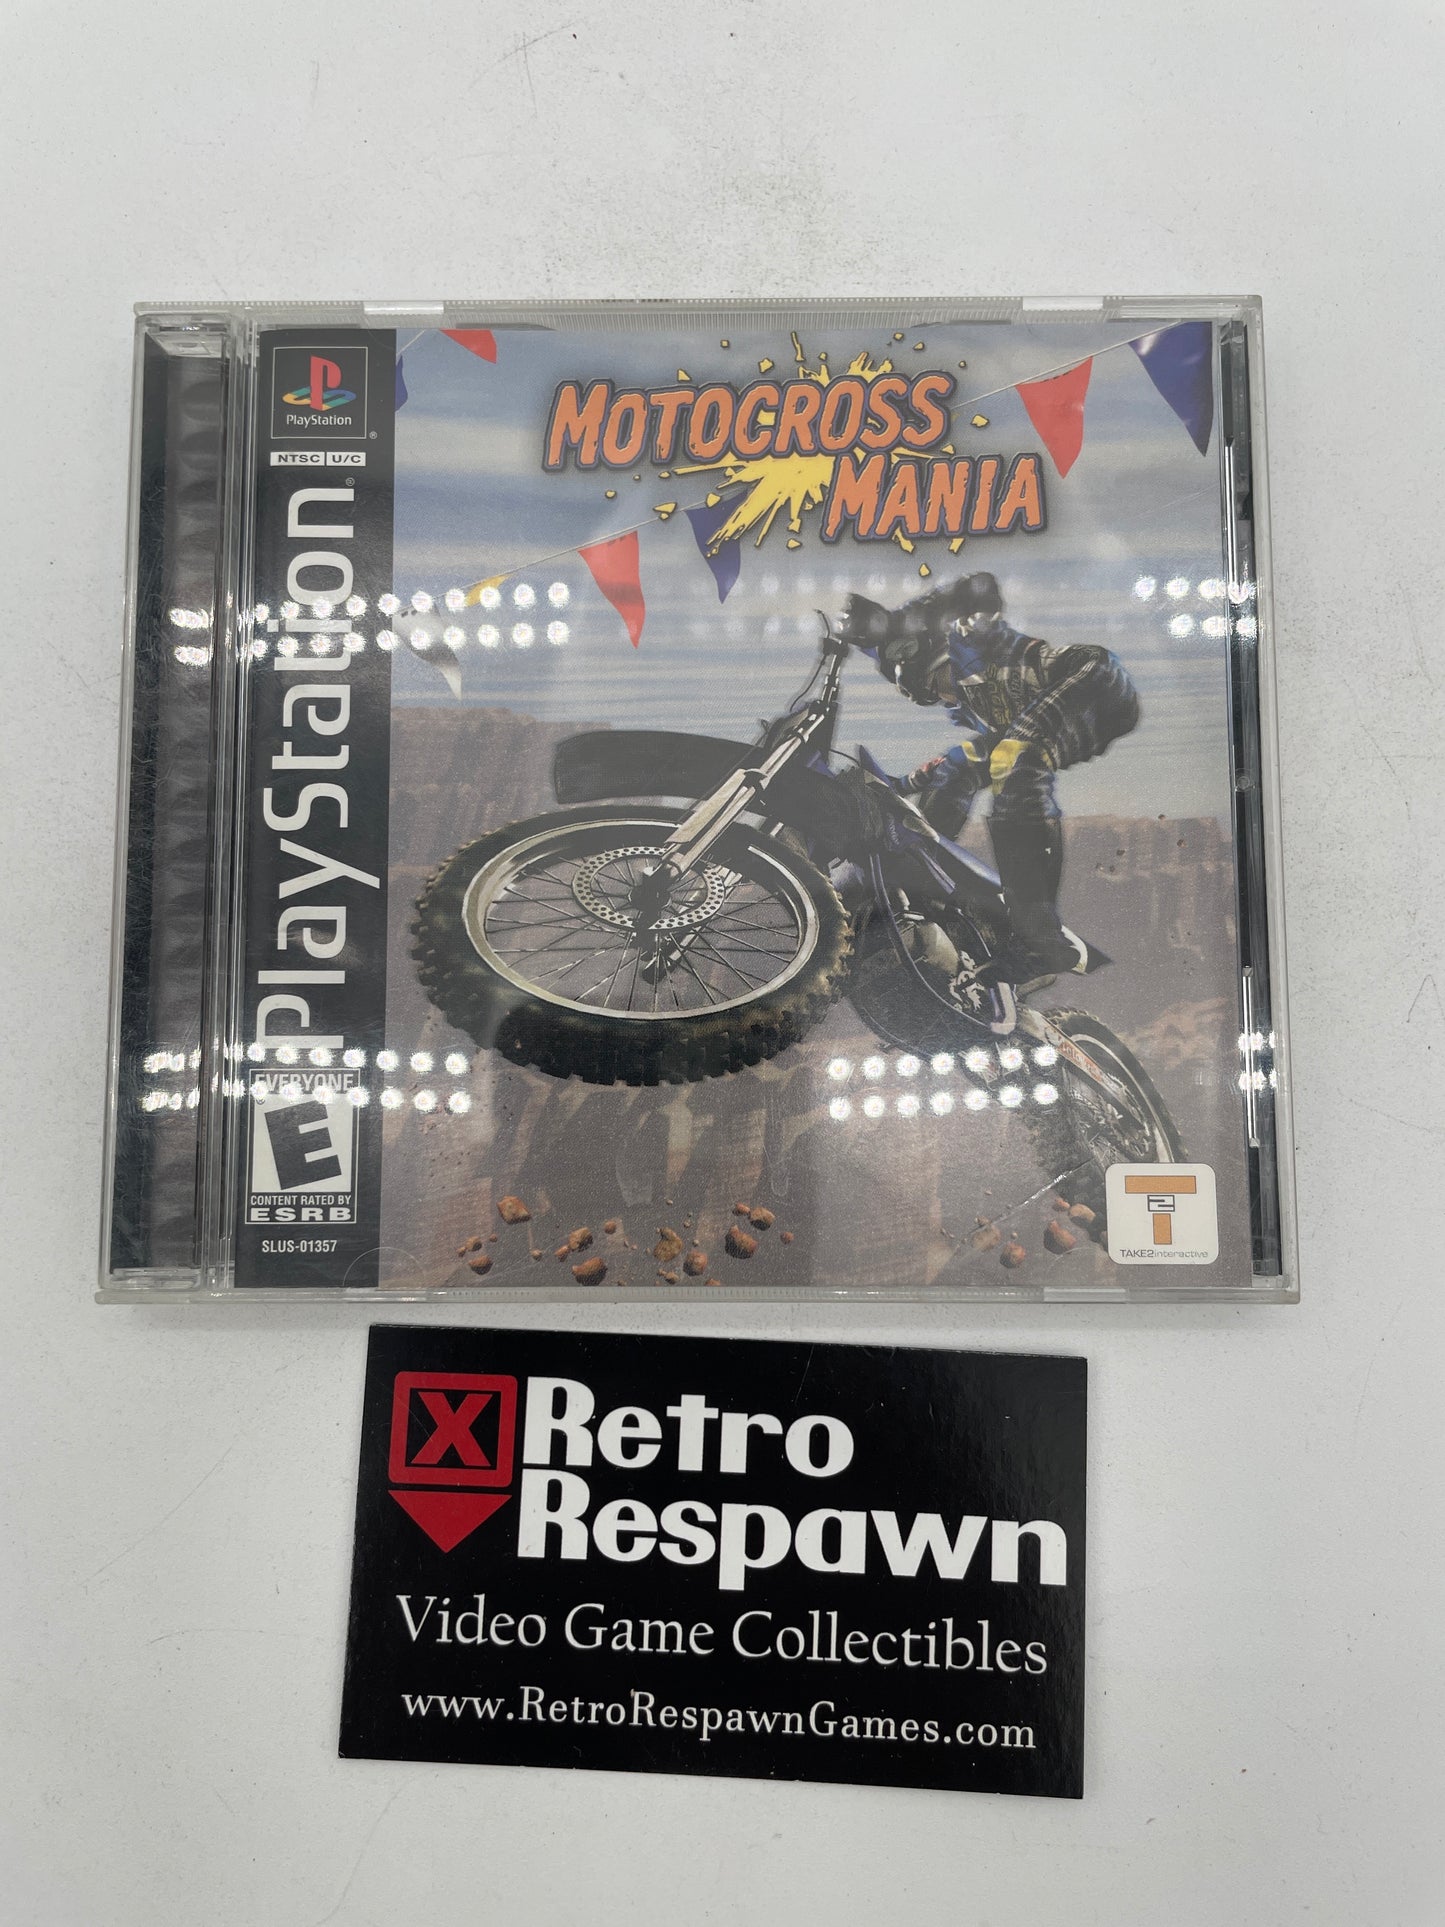 PlayStation
®
NTSC U/C
PlayStation®
EVERYONE
E
CONTENT RATED BY
ESRB
SLUS-01357
MOTOCROSS
MANIA
T2
TAKE2interactive
X
Retro
Respawn
Video Game Collectibles
www.RetroRespawnGames.com